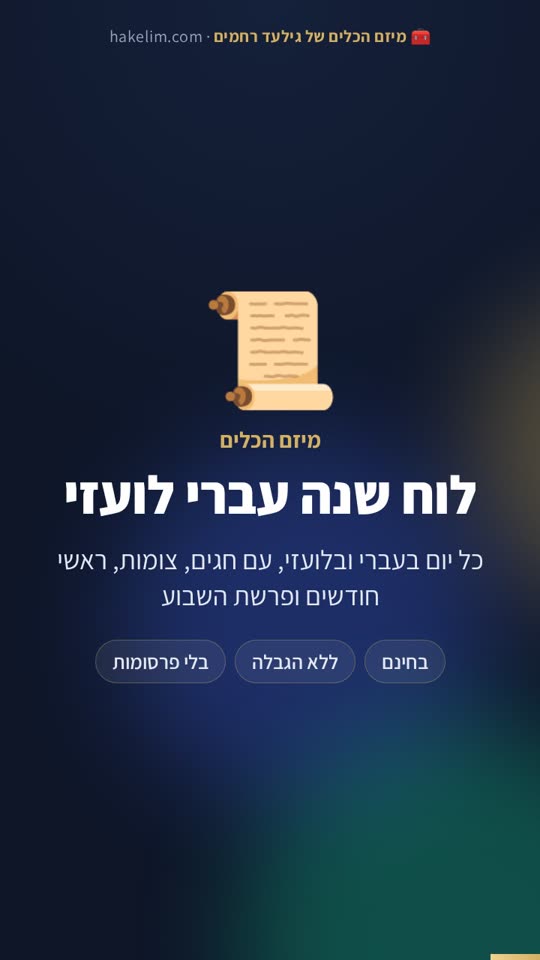 🧰 מיזם הכלים של גילעד רחמים · hakelim.com
מיזם הכלים
לוח שנה עברי לועזי
כל יום בעברי ובלועזי, עם חגים, צומות, ראשי
חודשים ופרשת השבוע
בחינם
ללא הגבלה
בלי פרסומות